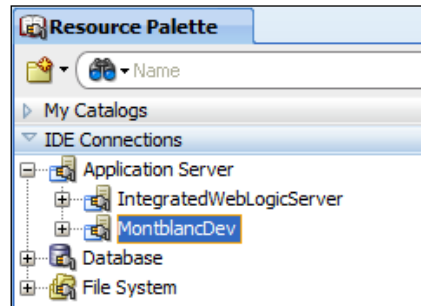 Resource Palette
Name
My Catalogs
IDE Connections
Application Server
IntegratedWebLogicServer
MontblancDev
Database
File System